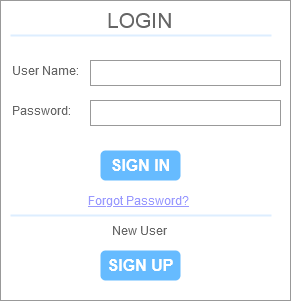 LOGIN
User Name:
Password:
SIGN IN
Forgot Password?
New User
SIGN UP